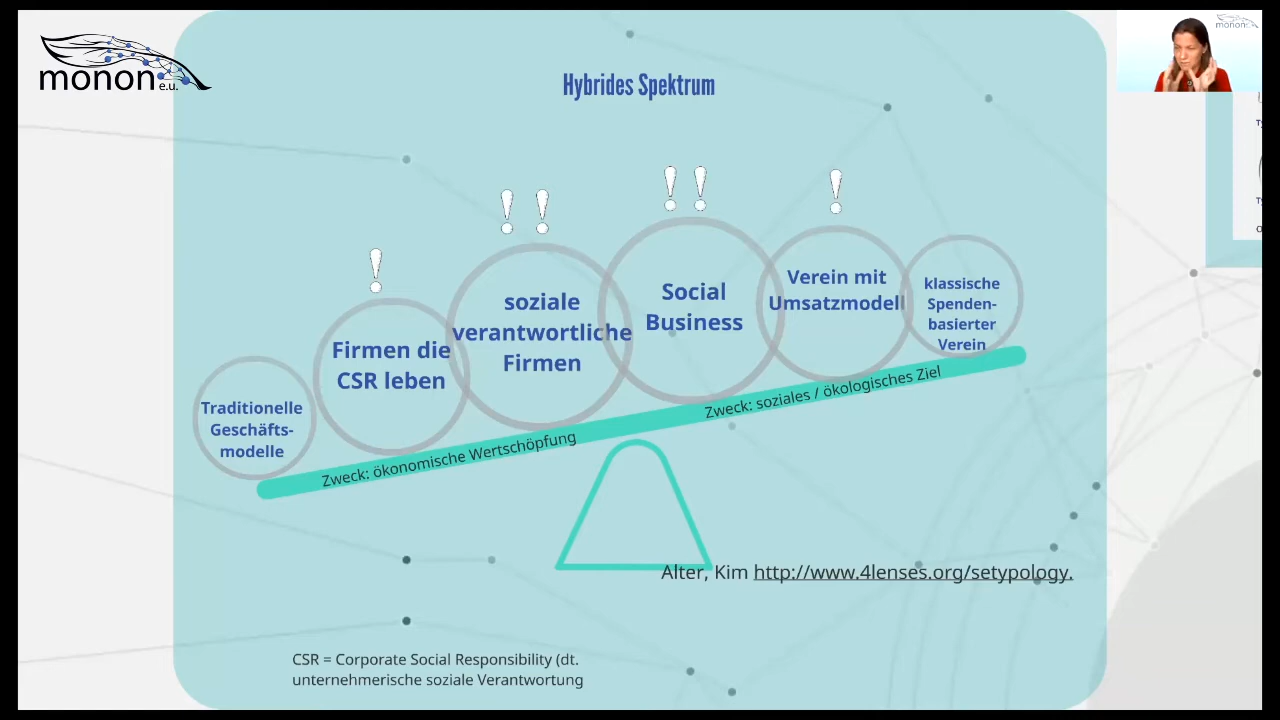 monon e.u.
monon
Hybrides Spektrum
! 
! !
! !
!
Traditionelle
Geschäfts-
modelle
Firmen die
CSR leben
soziale
verantwortliche
Firmen
Social
Business
Verein mit
Umsatzmodell
klassische
Spenden-
basierter
Verein
Zweck: ökonomische Wertschöpfung
Zweck: soziales / ökologisches Ziel
Alter, Kim http://www.4lenses.org/setypology.
CSR = Corporate Social Responsibility (dt.
unternehmerische soziale Verantwortung